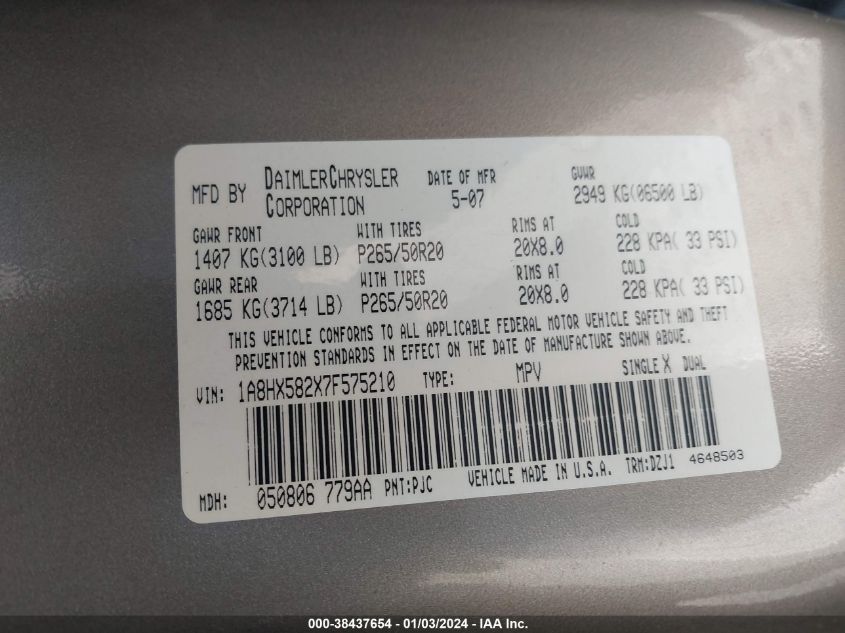 MFD BY DAIMLERCHRYSLER CORPORATION DATE OF MFR 5-07 GVWR 2949 KG(06500 LB)
GAWR FRONT WITH TIRES RIMS AT COLD
1407 KG(3100 LB) P265/50R20 20X8.0 228 KPA( 33 PSI)
GAWR REAR WITH TIRES RIMS AT COLD
1685 KG(3714 LB) P265/50R20 20X8.0 228 KPA( 33 PSI)
THIS VEHICLE CONFORMS TO ALL APPLICABLE FEDERAL MOTOR VEHICLE SAFETY AND THEFT
PREVENTION STANDARDS IN EFFECT ON THE DATE OF MANUFACTURE SHOWN ABOVE.
VIN: 1A8HX582X7F575210 TYPE: MPV SINGLE X DUAL
MDH: 050806 779AA PNT:PJC VEHICLE MADE IN U.S.A. TRM:DZJ1 4648503
000-38437654 - 01/03/2024 - IAA Inc.